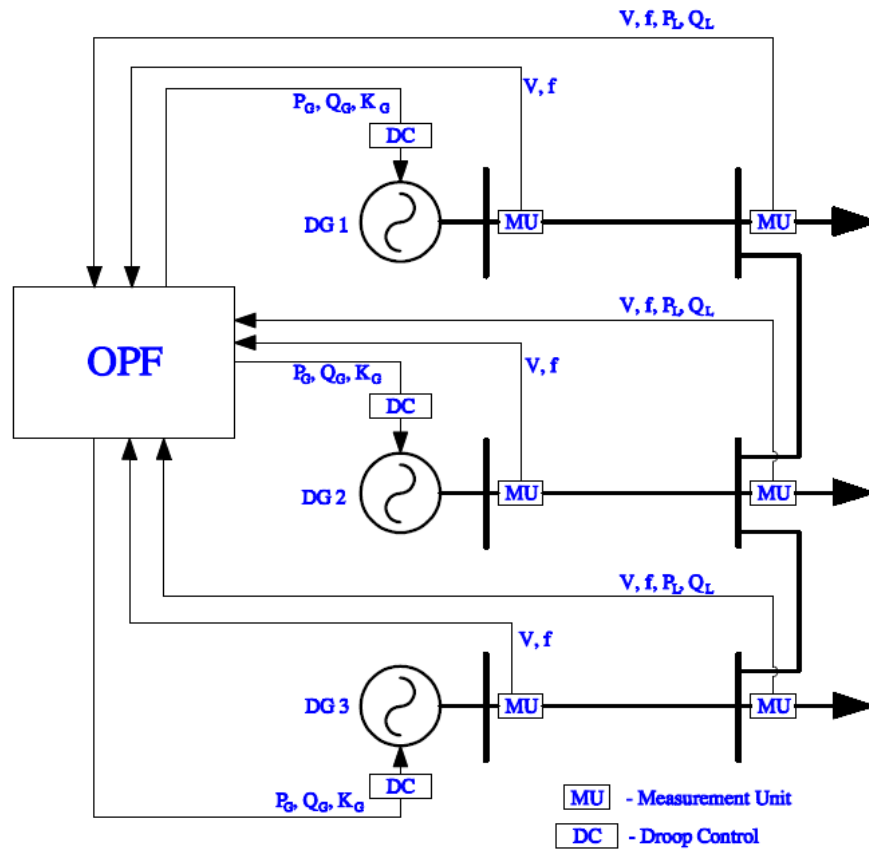 V, f, P_L, Q_L
V, f
P_G, Q_G, K_G
DC
DG 1
MU
MU
V, f, P_L, Q_L
OPF
V, f
P_G, Q_G, K_G
DC
DG 2
MU
MU
V, f, P_L, Q_L
V, f
DG 3
MU
MU
DC
P_G, Q_G, K_G
MU - Measurement Unit
DC - Droop Control